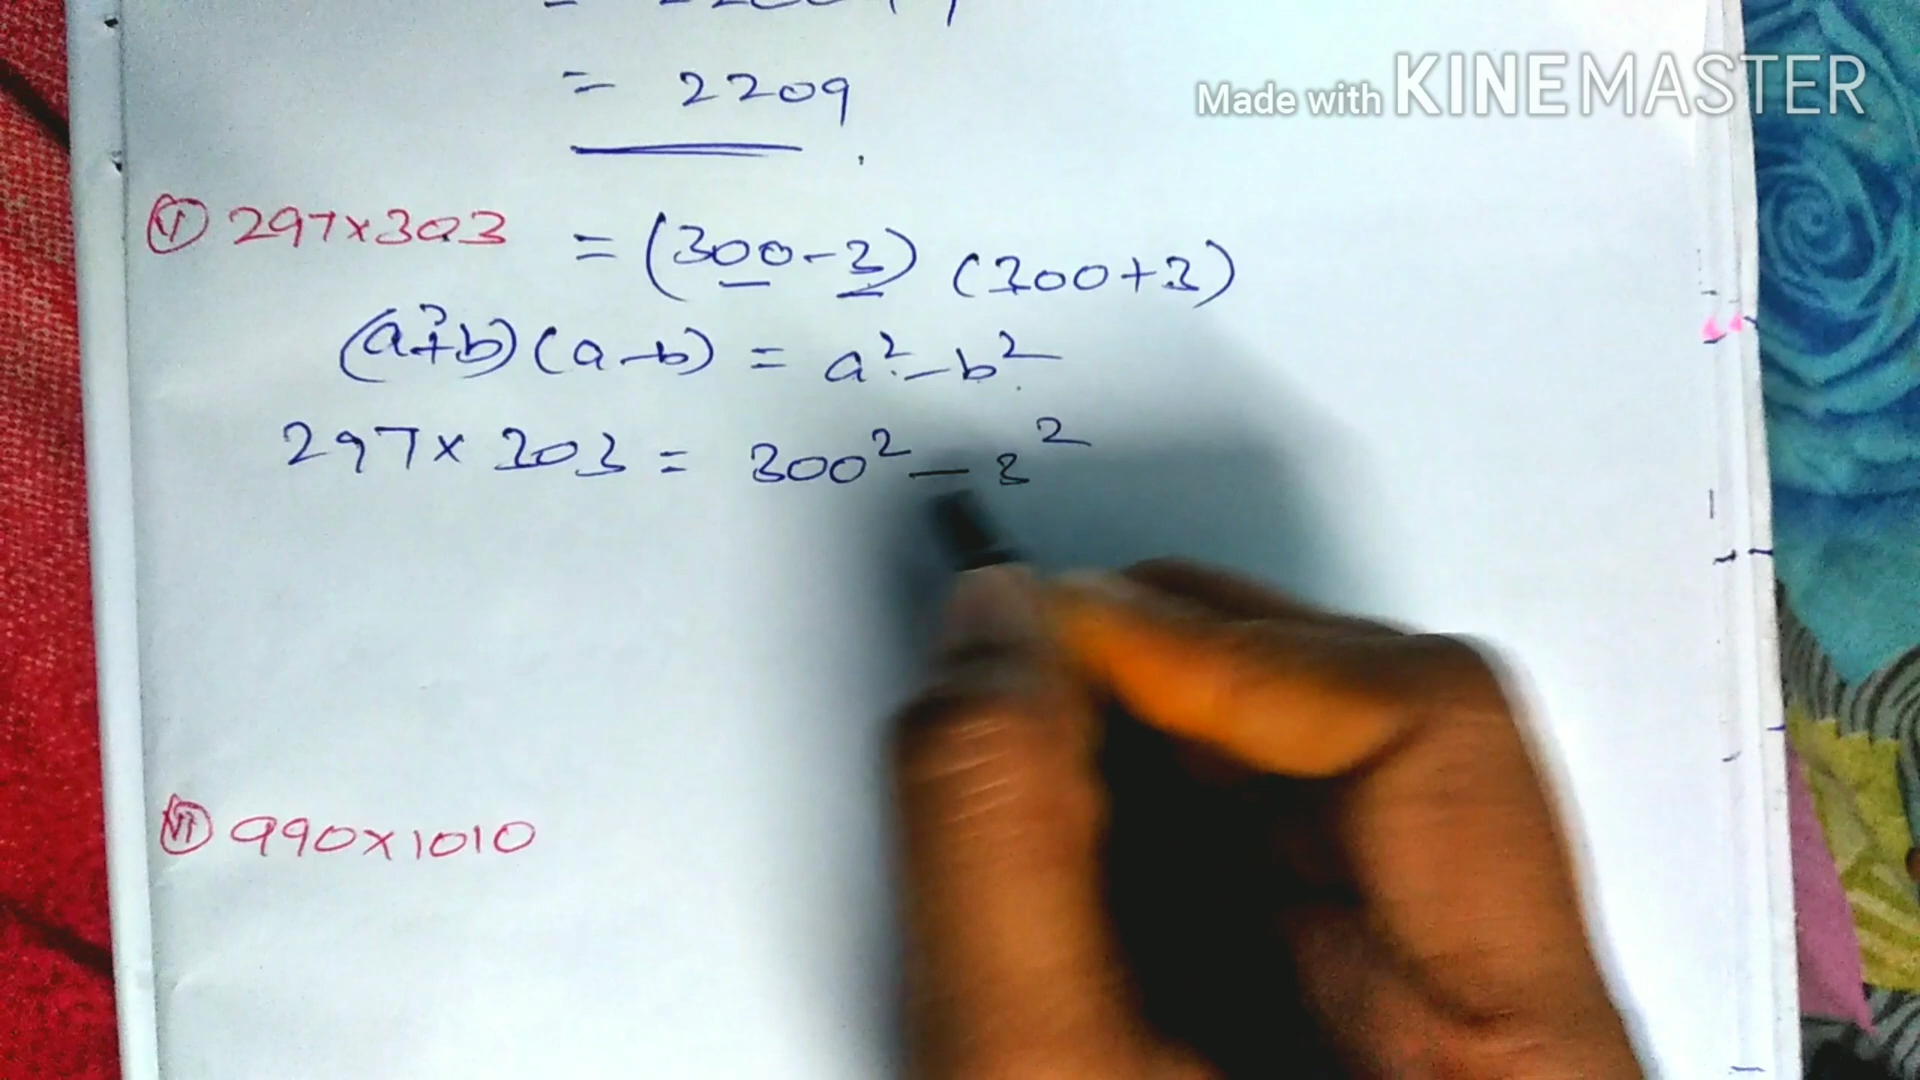 = 2209
Made with KINEMASTER
(VI) 297×303 = (300-3) (300+3)
(a+b) (a-b) = a²-b²
297× 303 = 300² - 3²
(VII) 990×1010